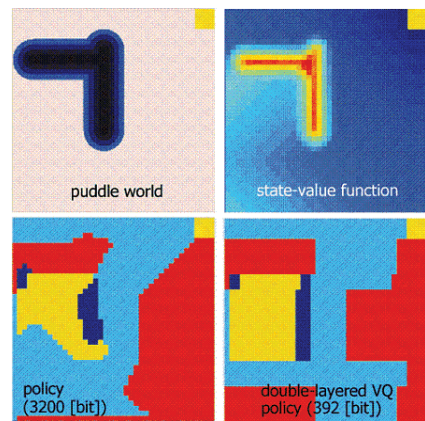 puddle world
state-value function
policy
(3200 [bit])
double-layered VQ
policy (392 [bit])